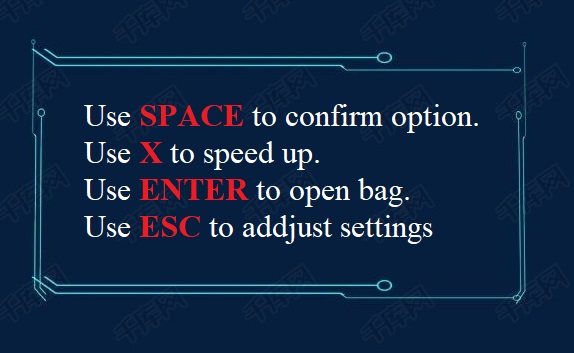 Use SPACE to confirm option.
Use X to speed up.
Use ENTER to open bag.
Use ESC to addjust settings